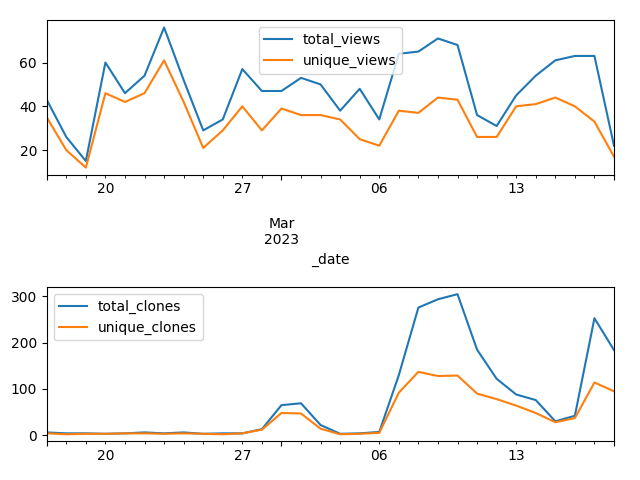 total_views
unique_views
60
40
20
20
27
06
13
Mar
2023
_date
total_clones
unique_clones
300
200
100
0
20
27
06
13